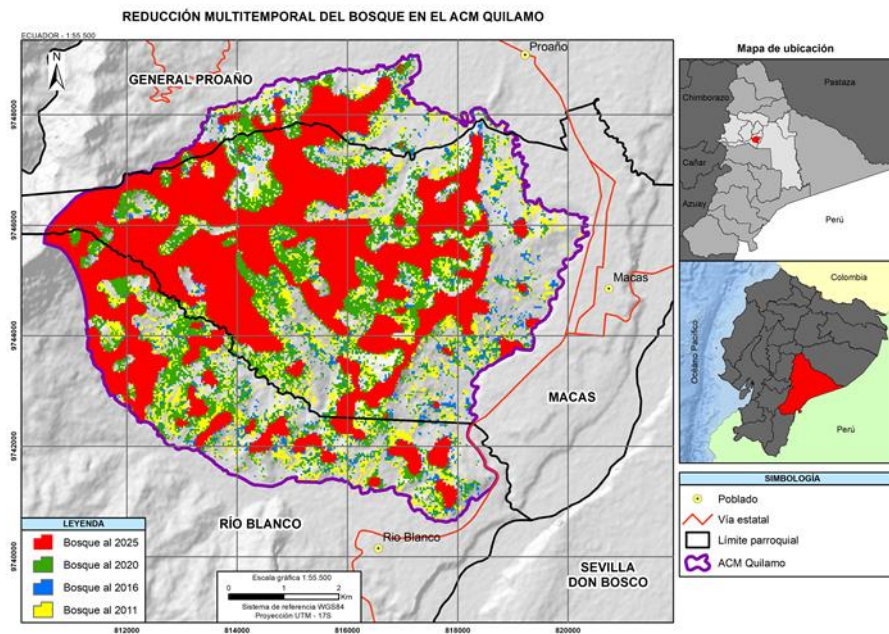 REDUCCIÓN MULTITEMPORAL DEL BOSQUE EN EL ACM QUILAMO
ECUADOR - 1:55 500
N
GENERAL PROAÑO
Proaño
Macas
MACAS
RÍO BLANCO
Río Blanco
SEVILLA
DON BOSCO
9748000
9746000
9744000
9742000
9740000
812000
814000
816000
818000
820000
LEYENDA
Bosque al 2025
Bosque al 2020
Bosque al 2016
Bosque al 2011
Escala gráfica 1:55.500
0 1 2
Km
Sistema de referencia WGS84
Proyección UTM - 17S
Mapa de ubicación
Chimborazo
Pastaza
Cañar
Azuay
Perú
Colombia
Océano Pacífico
Perú
SIMBOLOGÍA
Poblado
Vía estatal
Límite parroquial
ACM Quilamo